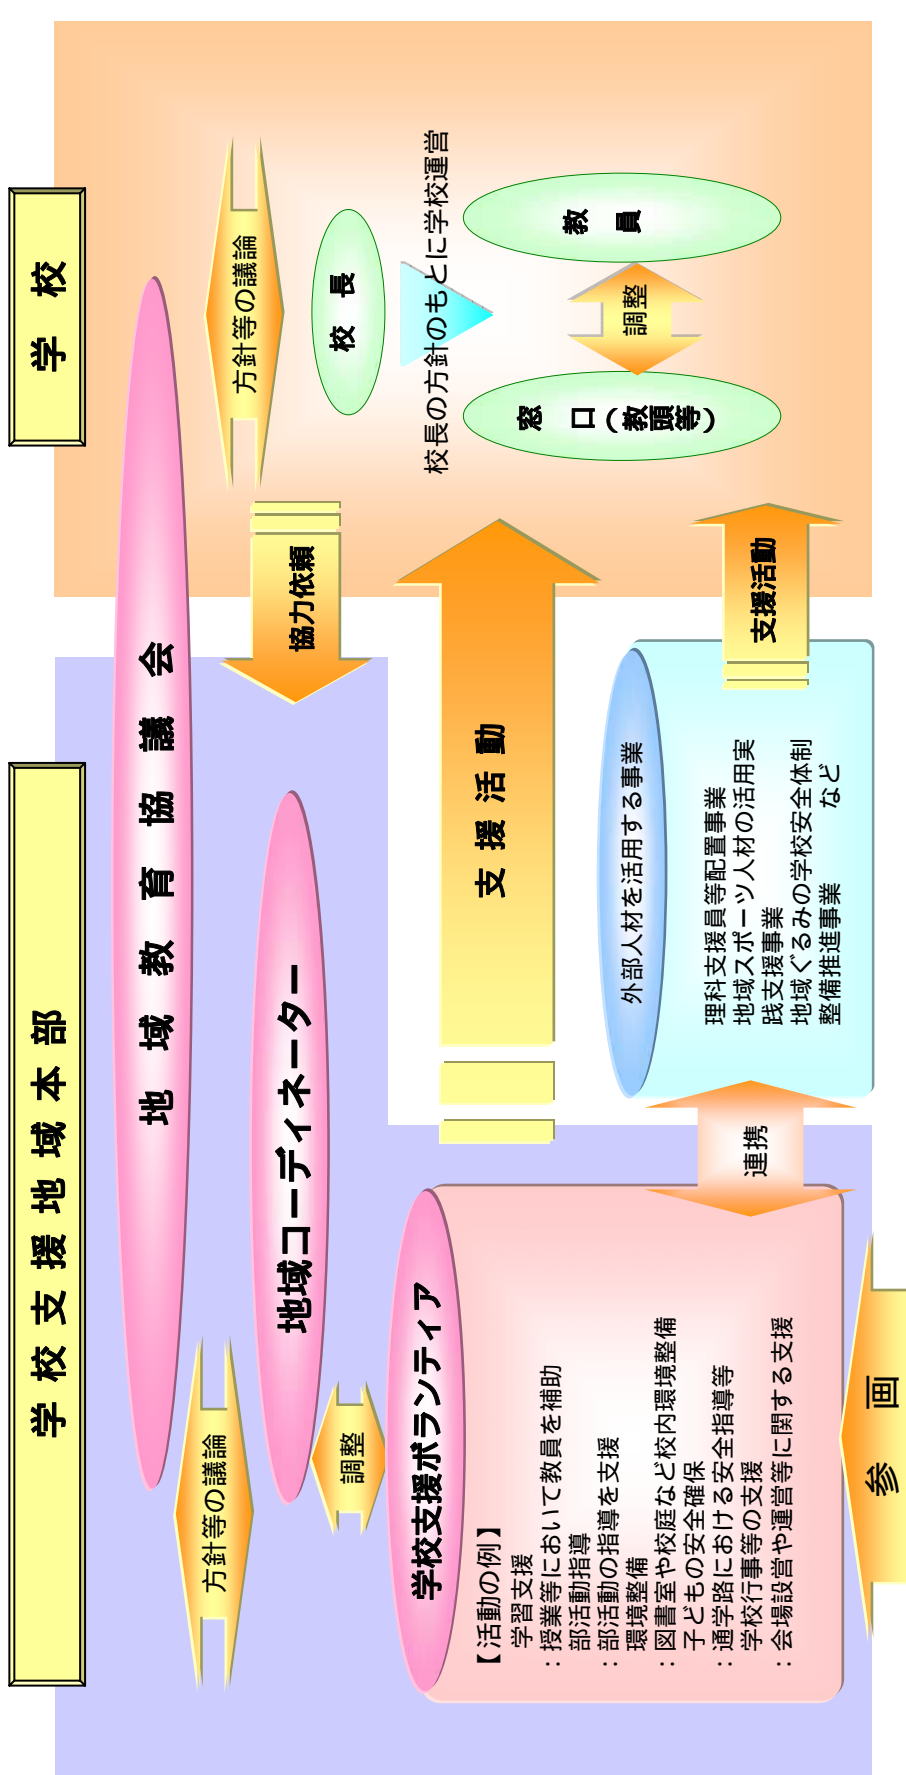 学校支援地域本部
学 校
地 域 教 育 協 議 会
方針等の議論
方針等の議論
地域コーディネーター
協力依頼
校 長
調整
学校支援ボランティア
校長の方針のもとに学校運営
支 援 活 動
【活動の例】
学習支援
：授業等において教員を補助
部活動指導
：部活動の指導を支援
環境整備
：図書室や校庭など校内環境整備
子どもの安全確保
：通学路における安全指導等
学校行事等の支援
：会場設営や運営等に関する支援
窓
口（教頭等）
教
員
調整
外部人材を活用する事業
理科支援員等配置事業
地域スポーツ人材の活用実
践支援事業
地域ぐるみの学校安全体制
整備推進事業 など
連携
支援活動
参 画